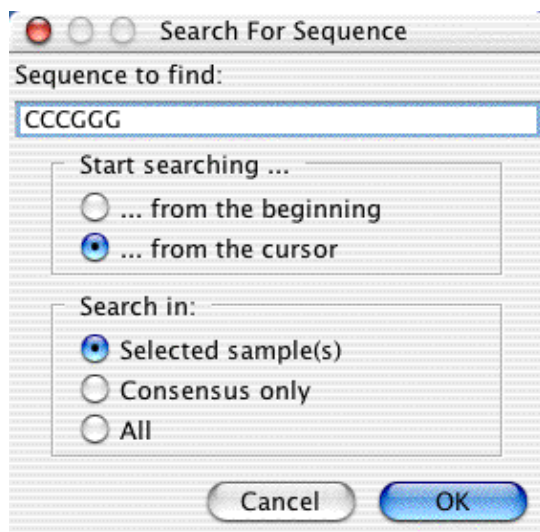 Search For Sequence
Sequence to find:
CCCGGG
Start searching ...
... from the beginning
... from the cursor
Search in:
Selected sample(s)
Consensus only
All
Cancel OK